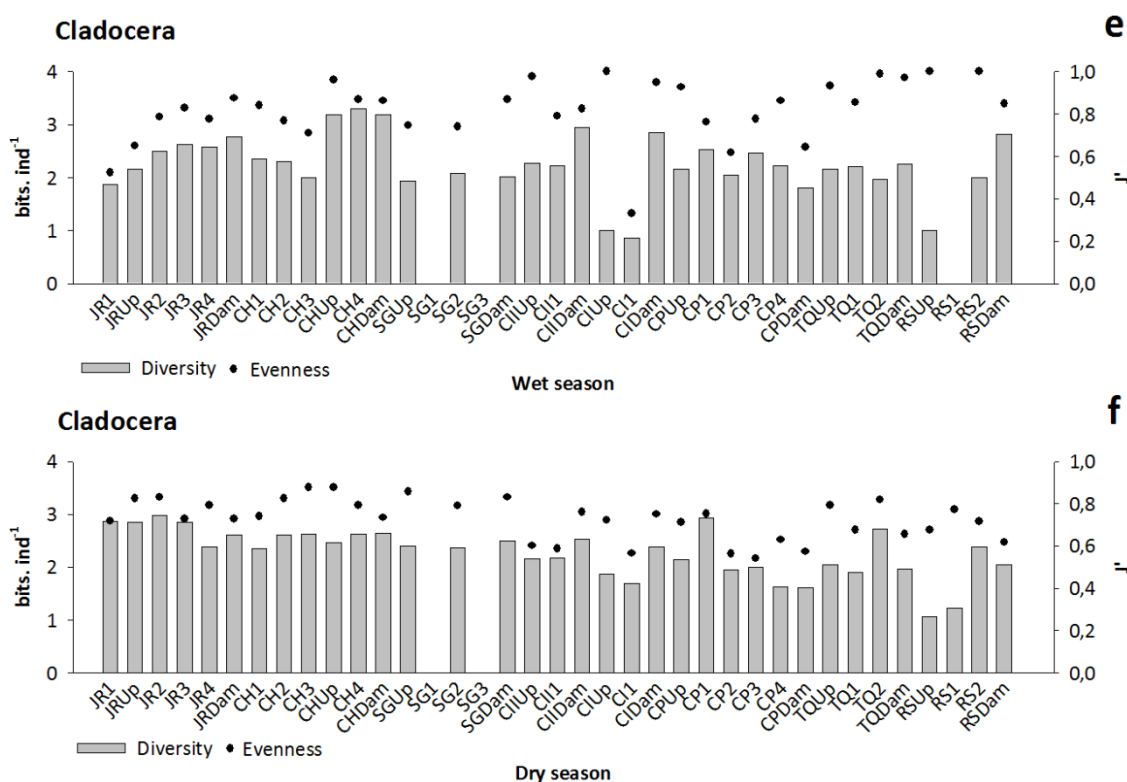 e
Cladocera
4
3
2
1
0
bits. ind-1
1,0
0,8
0,6
0,4
0,2
0,0
J'
JR1 JRUp JR2 JR3 JR4 JRDam CH1 CH2 CH3 CHUp CH4 CHDam SGUp SG1 SG2 SG3 SGDam CIIUp CII1 CIIDam CIUp CI1 CIDam CPUp CP1 CP2 CP3 CP4 CPDam TQUp TQ1 TQ2 TQDam RSUp RS1 RS2 RSDam
Diversity Evenness
Wet season
f
Cladocera
4
3
2
1
0
bits. ind-1
1,0
0,8
0,6
0,4
0,2
0,0
J'
JR1 JRUp JR2 JR3 JR4 JRDam CH1 CH2 CH3 CHUp CH4 CHDam SGUp SG1 SG2 SG3 SGDam CIIUp CII1 CIIDam CIUp CI1 CIDam CPUp CP1 CP2 CP3 CP4 CPDam TQUp TQ1 TQ2 TQDam RSUp RS1 RS2 RSDam
Diversity Evenness
Dry season